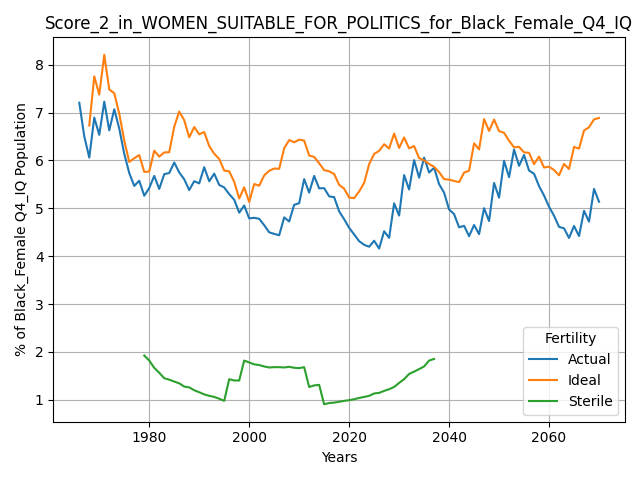 Score_2_in_WOMEN_SUITABLE_FOR_POLITICS_for_Black_Female_Q4_IQ
% of Black_Female Q4_IQ Population
8
7
6
5
4
3
2
1
Fertility
Actual
Ideal
Sterile
1980 2000 2020 2040 2060
Years